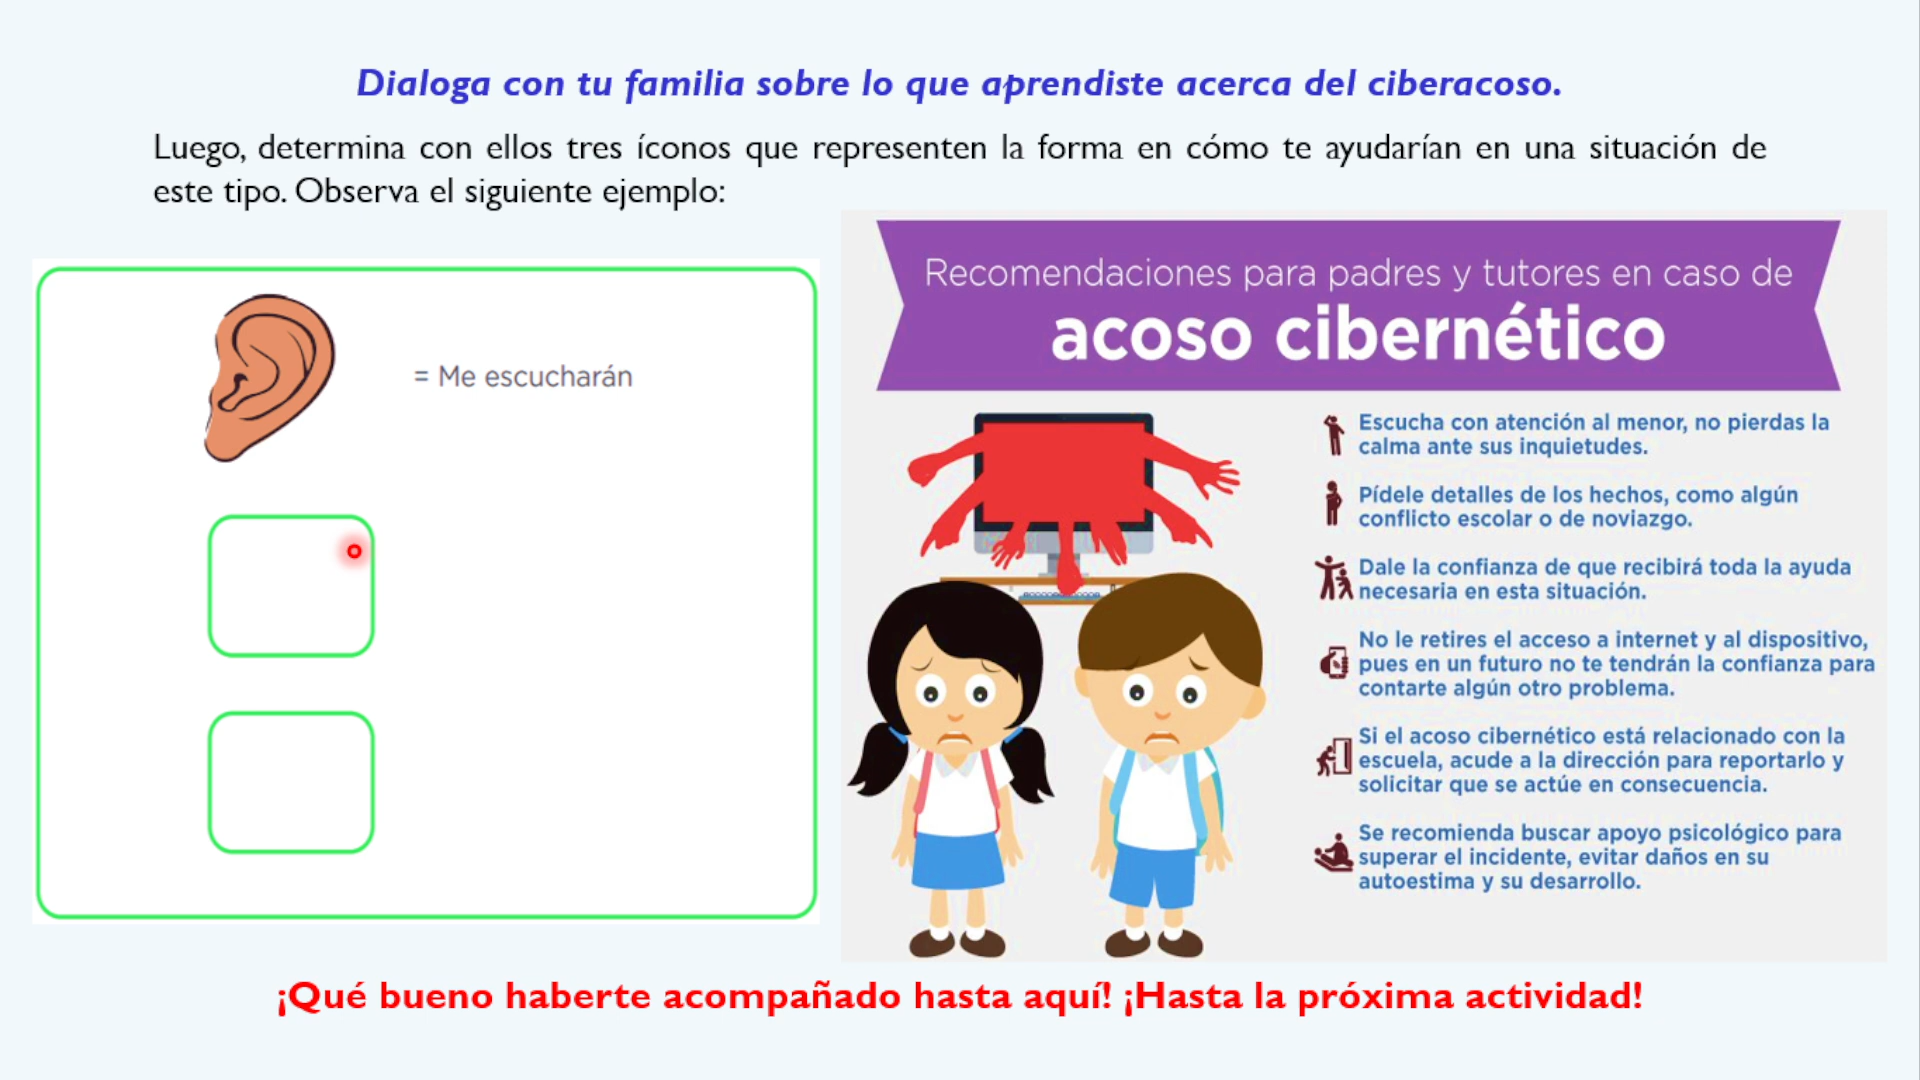 Dialoga con tu familia sobre lo que aprendiste acerca del ciberacoso.
Luego, determina con ellos tres íconos que representen la forma en cómo te ayudarían en una situación de
este tipo. Observa el siguiente ejemplo:
= Me escucharán
Recomendaciones para padres y tutores en caso de
acoso cibernético
Escucha con atención al menor, no pierdas la
calma ante sus inquietudes.
Pídele detalles de los hechos, como algún
conflicto escolar o de noviazgo.
Dale la confianza de que recibirá toda la ayuda
necesaria en esta situación.
No le retires el acceso a internet y al dispositivo,
pues en un futuro no te tendrán la confianza para
contarte algún otro problema.
Si el acoso cibernético está relacionado con la
escuela, acude a la dirección para reportarlo y
solicitar que se actúe en consecuencia.
Se recomienda buscar apoyo psicológico para
superar el incidente, evitar daños en su
autoestima y su desarrollo.
¡Qué bueno haberte acompañado hasta aquí! ¡Hasta la próxima actividad!